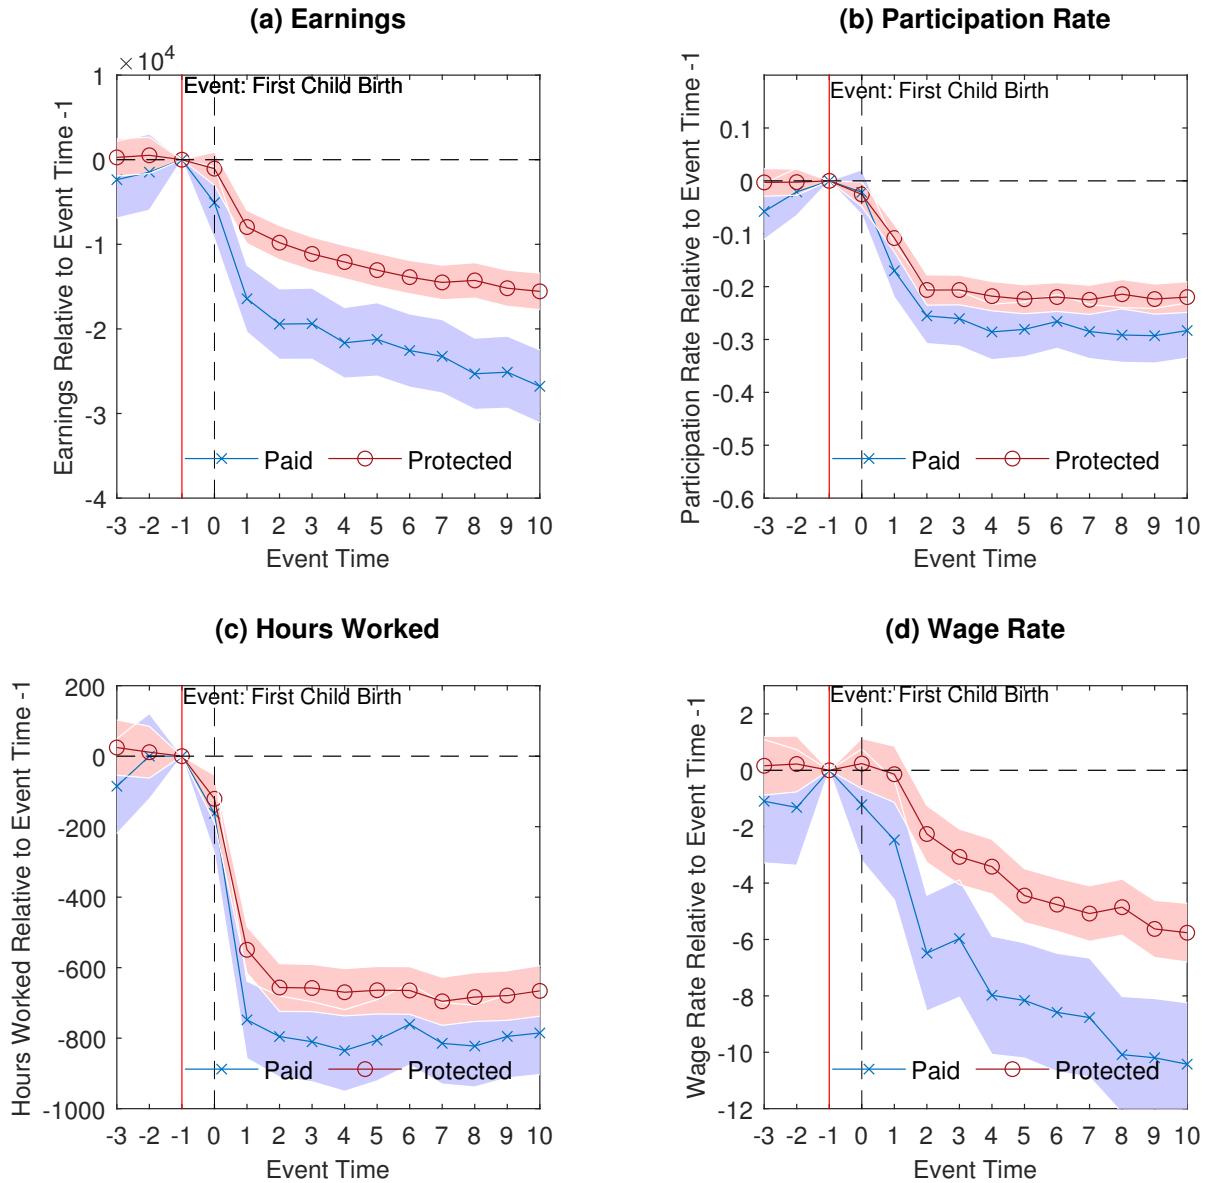 (a) Earnings
×10⁴
Earnings Relative to Event Time -1
1
0
-1
-2
-3
-4
Event: First Child Birth
Paid
Protected
-3 -2 -1 0 1 2 3 4 5 6 7 8 9 10
Event Time
(b) Participation Rate
Participation Rate Relative to Event Time -1
0.1
0
-0.1
-0.2
-0.3
-0.4
-0.5
-0.6
Event: First Child Birth
Paid
Protected
-3 -2 -1 0 1 2 3 4 5 6 7 8 9 10
Event Time
(c) Hours Worked
Hours Worked Relative to Event Time -1
200
0
-200
-400
-600
-800
-1000
Event: First Child Birth
Paid
Protected
-3 -2 -1 0 1 2 3 4 5 6 7 8 9 10
Event Time
(d) Wage Rate
Wage Rate Relative to Event Time -1
2
0
-2
-4
-6
-8
-10
-12
Event: First Child Birth
Paid
Protected
-3 -2 -1 0 1 2 3 4 5 6 7 8 9 10
Event Time